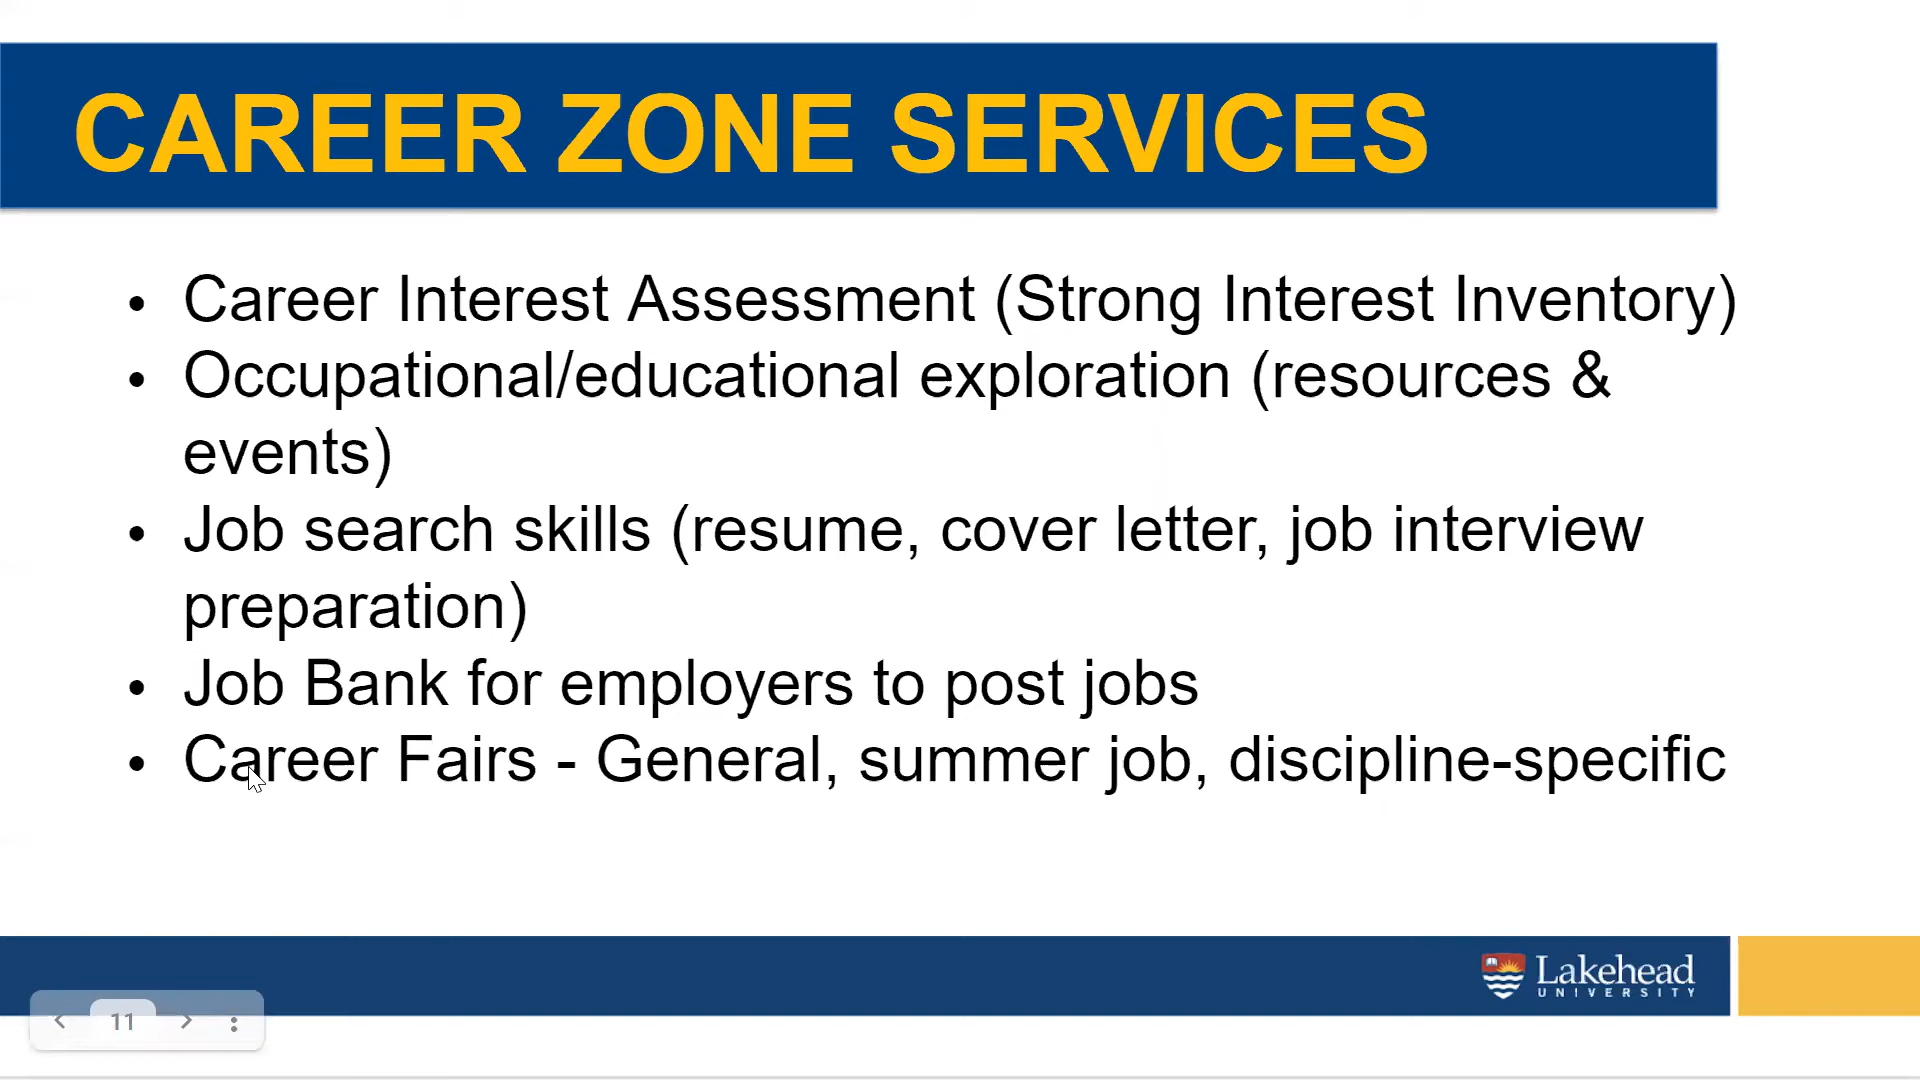 CAREER ZONE SERVICES
• Career Interest Assessment (Strong Interest Inventory)
• Occupational/educational exploration (resources &
events)
• Job search skills (resume, cover letter, job interview
preparation)
• Job Bank for employers to post jobs
• Career Fairs - General, summer job, discipline-specific
Lakehead
UNIVERSITY
11